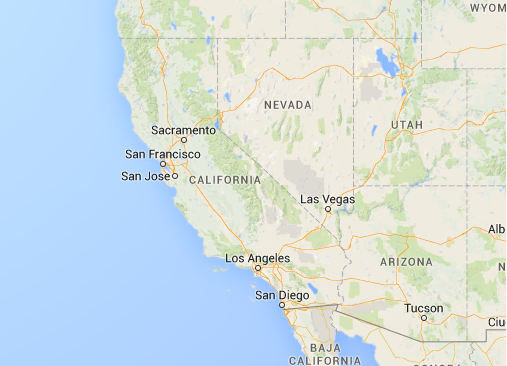 WYOM
NEVADA
UTAH
Sacramento
San Francisco
San Jose
CALIFORNIA
Las Vegas
Alb
Los Angeles
ARIZONA
N
San Diego
Tucson
Ciu
BAJA
CALIFORNIA